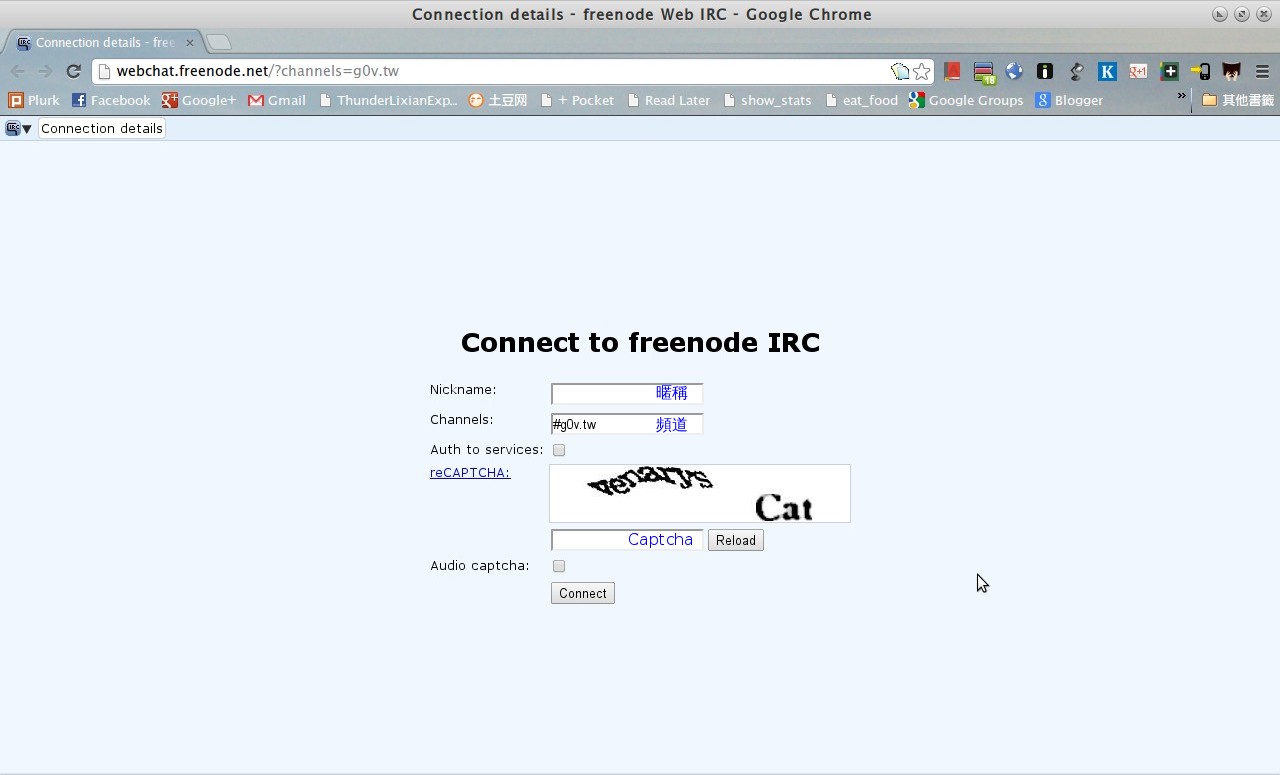 Connection details - freenode Web IRC - Google Chrome
Connection details - free
webchat.freenode.net/?channels=g0v.tw
Plurk Facebook Google+ Gmail ThunderLixianExp... 土豆网 + Pocket Read Later show_stats eat_food Google Groups Blogger » 其他書籤
Connection details
Connect to freenode IRC
Nickname: 暱稱
Channels: #g0v.tw 頻道
Auth to services:
reCAPTCHA:
Cat
Captcha Reload
Audio captcha:
Connect